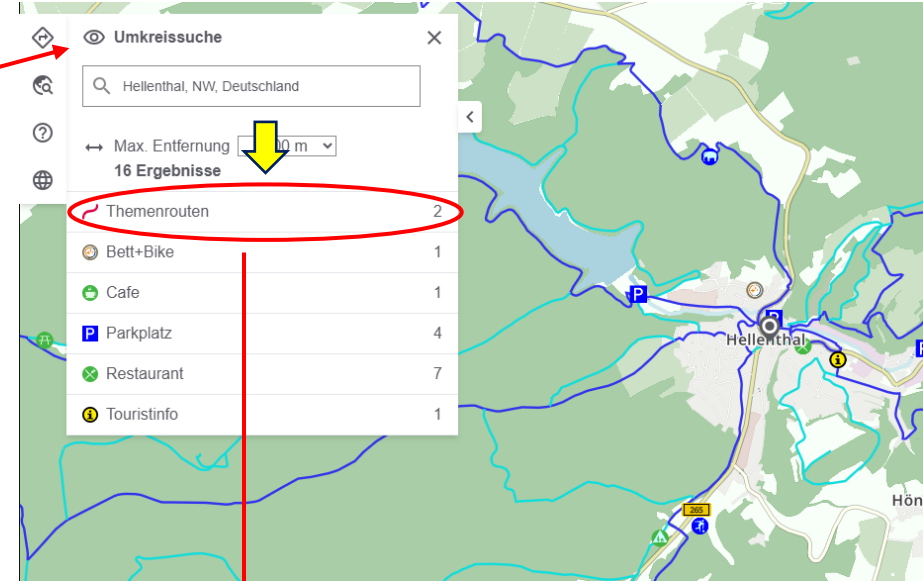 Umkreissuche
Hellenthal, NW, Deutschland
Max. Entfernung
16 Ergebnisse
Themenrouten 2
Bett+Bike 1
Cafe 1
P Parkplatz 4
Restaurant 7
i Touristinfo 1
P
P
Hellenthal
i
265